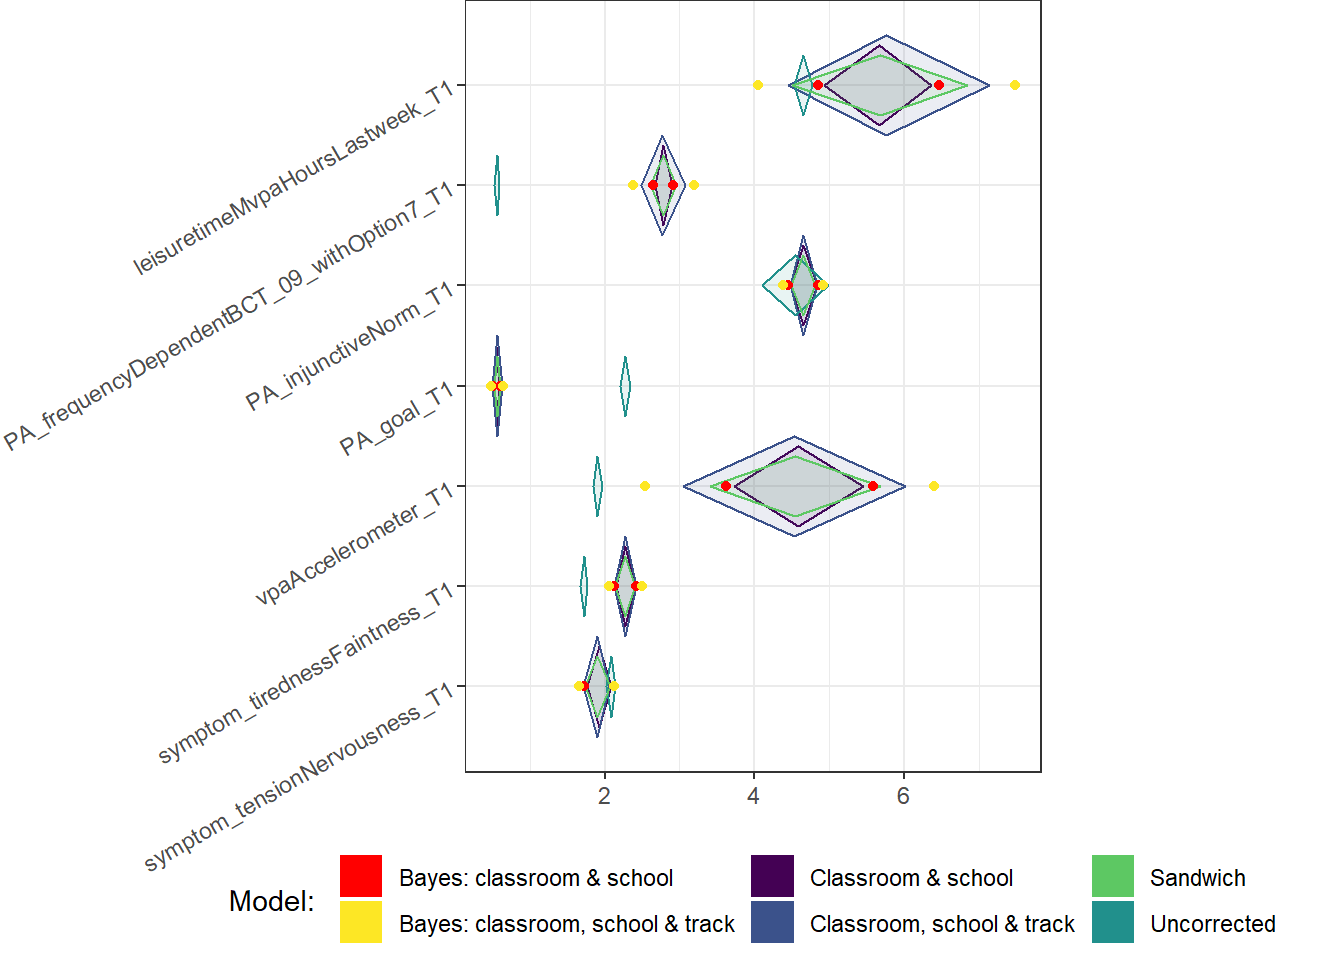 leisuretimeMvpaHoursLastweek_T1
PA_frequencyDependentBCT_09_withOption7_T1
PA_injunctiveNorm_T1
PA_goal_T1
vpaAccelerometer_T1
symptom_tirednessFaintness_T1
symptom_tensionNervousness_T1
2 4 6
Model:
Bayes: classroom & school Classroom & school Sandwich
Bayes: classroom, school & track Classroom, school & track Uncorrected